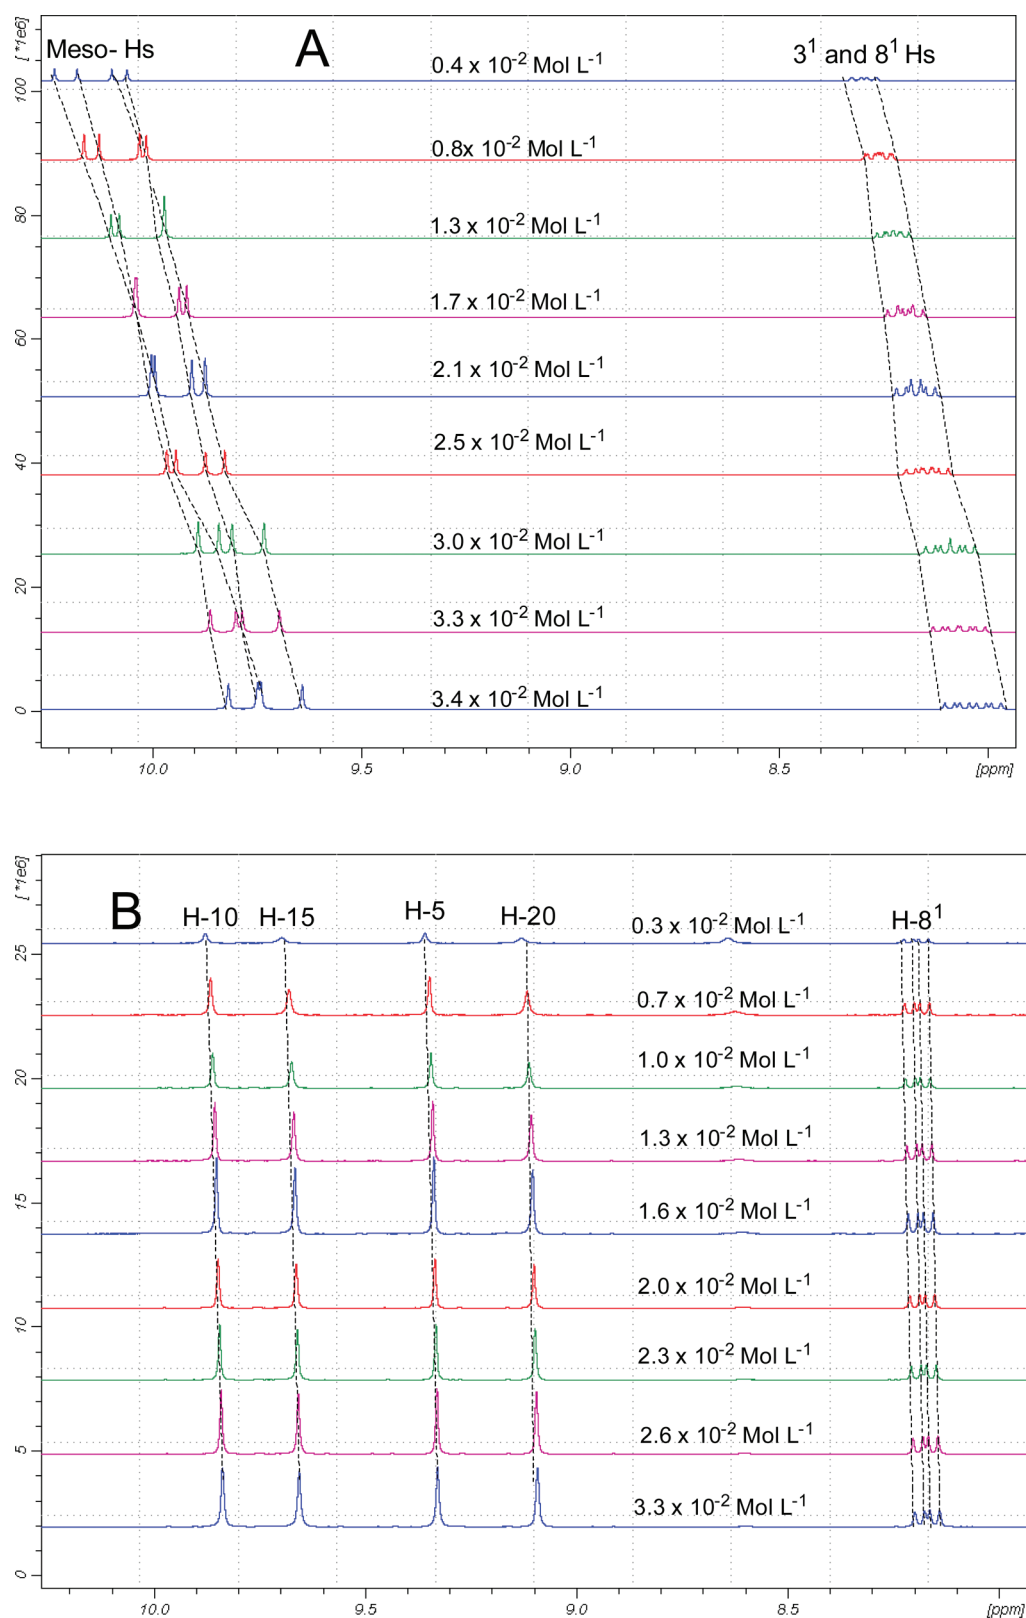 [ *1e6]
A
Meso- Hs
3¹ and 8¹ Hs
0.4 x 10⁻² Mol L⁻¹
100
0.8x 10⁻² Mol L⁻¹
80
1.3 x 10⁻² Mol L⁻¹
1.7 x 10⁻² Mol L⁻¹
60
2.1 x 10⁻² Mol L⁻¹
2.5 x 10⁻² Mol L⁻¹
40
3.0 x 10⁻² Mol L⁻¹
20
3.3 x 10⁻² Mol L⁻¹
3.4 x 10⁻² Mol L⁻¹
0
10.0 9.5 9.0 8.5 [ppm]
[ *1e6]
B
H-10 H-15 H-5 H-20 H-8¹
0.3 x 10⁻² Mol L⁻¹
25
0.7 x 10⁻² Mol L⁻¹
20
1.0 x 10⁻² Mol L⁻¹
1.3 x 10⁻² Mol L⁻¹
15
1.6 x 10⁻² Mol L⁻¹
2.0 x 10⁻² Mol L⁻¹
10
2.3 x 10⁻² Mol L⁻¹
2.6 x 10⁻² Mol L⁻¹
5
3.3 x 10⁻² Mol L⁻¹
0
10.0 9.5 9.0 8.5 [ppm]